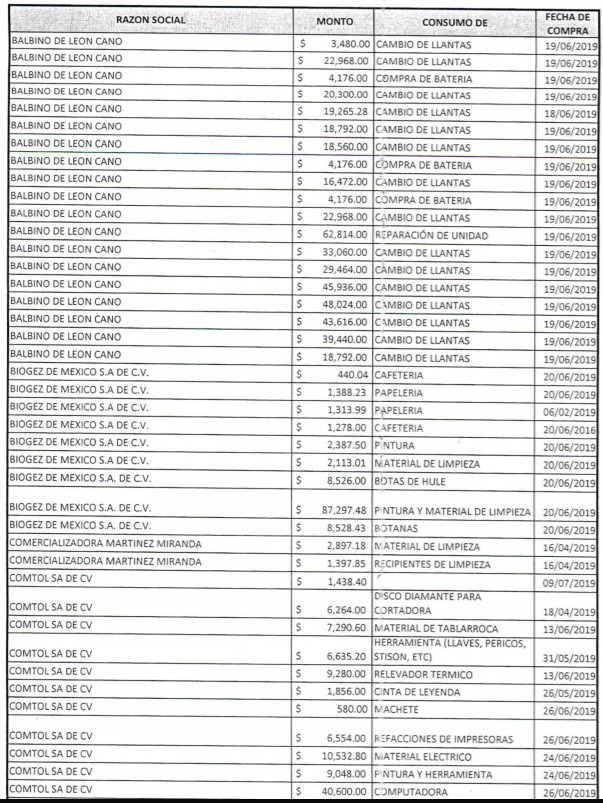 RAZON SOCIAL MONTO CONSUMO DE FECHA DE COMPRA
BALBINO DE LEON CANO $ 3,480.00 CAMBIO DE LLANTAS 19/06/2019
BALBINO DE LEON CANO $ 22,968.00 CAMBIO DE LLANTAS 19/06/2019
BALBINO DE LEON CANO $ 4,176.00 COMPRA DE BATERIA 19/06/2019
BALBINO DE LEON CANO $ 20,300.00 CAMBIO DE LLANTAS 19/06/2019
BALBINO DE LEON CANO $ 19,265.28 CAMBIO DE LLANTAS 18/06/2019
BALBINO DE LEON CANO $ 18,792.00 CAMBIO DE LLANTAS 19/06/2019
BALBINO DE LEON CANO $ 18,560.00 CAMBIO DE LLANTAS 19/06/2019
BALBINO DE LEON CANO $ 4,176.00 COMPRA DE BATERIA 19/06/2019
BALBINO DE LEON CANO $ 16,472.00 CAMBIO DE LLANTAS 19/06/2019
BALBINO DE LEON CANO $ 4,176.00 COMPRA DE BATERIA 19/06/2019
BALBINO DE LEON CANO $ 22,968.00 CAMBIO DE LLANTAS 19/06/2019
BALBINO DE LEON CANO $ 62,814.00 REPARACIÓN DE UNIDAD 19/06/2019
BALBINO DE LEON CANO $ 33,060.00 CAMBIO DE LLANTAS 19/06/2019
BALBINO DE LEON CANO $ 29,464.00 CAMBIO DE LLANTAS 19/06/2019
BALBINO DE LEON CANO $ 45,936.00 CAMBIO DE LLANTAS 19/06/2019
BALBINO DE LEON CANO $ 48,024.00 CAMBIO DE LLANTAS 19/06/2019
BALBINO DE LEON CANO $ 43,616.00 CAMBIO DE LLANTAS 19/06/2019
BALBINO DE LEON CANO $ 39,440.00 CAMBIO DE LLANTAS 19/06/2019
BALBINO DE LEON CANO $ 18,792.00 CAMBIO DE LLANTAS 19/06/2019
BIOGEZ DE MEXICO S.A DE C.V. $ 440.04 CAFETERIA 20/06/2019
BIOGEZ DE MEXICO S.A DE C.V. $ 1,388.23 PAPELERIA 20/06/2019
BIOGEZ DE MEXICO S.A DE C.V. $ 1,313.99 PAPELERIA 06/02/2019
BIOGEZ DE MEXICO S.A DE C.V. $ 1,278.00 CAFETERIA 20/06/2016
BIOGEZ DE MEXICO S.A DE C.V. $ 2,387.50 PINTURA 20/06/2019
BIOGEZ DE MEXICO S.A DE C.V. $ 2,113.01 MATERIAL DE LIMPIEZA 20/06/2019
BIOGEZ DE MEXICO S.A. DE C.V. $ 8,526.00 BOTAS DE HULE 20/06/2019
BIOGEZ DE MEXICO S.A. DE C.V. $ 87,297.48 PINTURA Y MATERIAL DE LIMPIEZA 20/06/2019
BIOGEZ DE MEXICO S.A. DE C.V. $ 8,528.43 BOTANAS 20/06/2019
COMERCIALIZADORA MARTINEZ MIRANDA $ 2,897.18 MATERIAL DE LIMPIEZA 16/04/2019
COMERCIALIZADORA MARTINEZ MIRANDA $ 1,397.85 RECIPIENTES DE LIMPIEZA 16/04/2019
COMTOL SA DE CV $ 1,438.40 09/07/2019
COMTOL SA DE CV $ 6,264.00 DISCO DIAMANTE PARA
CORTADORA 18/04/2019
COMTOL SA DE CV $ 7,290.60 MATERIAL DE TABLARROCA 13/06/2019
COMTOL SA DE CV $ 6,635.20 HERRAMIENTA (LLAVES, PERICOS,
STISON, ETC) 31/05/2019
COMTOL SA DE CV $ 9,280.00 RELEVADOR TERMICO 13/06/2019
COMTOL SA DE CV $ 1,856.00 CINTA DE LEYENDA 26/05/2019
COMTOL SA DE CV $ 580.00 MACHETE 26/06/2019
COMTOL SA DE CV $ 6,554.00 REFACCIONES DE IMPRESORAS 26/06/2019
COMTOL SA DE CV $ 10,532.80 MATERIAL ELECTRICO 24/06/2019
COMTOL SA DE CV $ 9,048.00 PINTURA Y HERRAMIENTA 24/06/2019
COMTOL SA DE CV $ 40,600.00 COMPUTADORA 26/06/2019